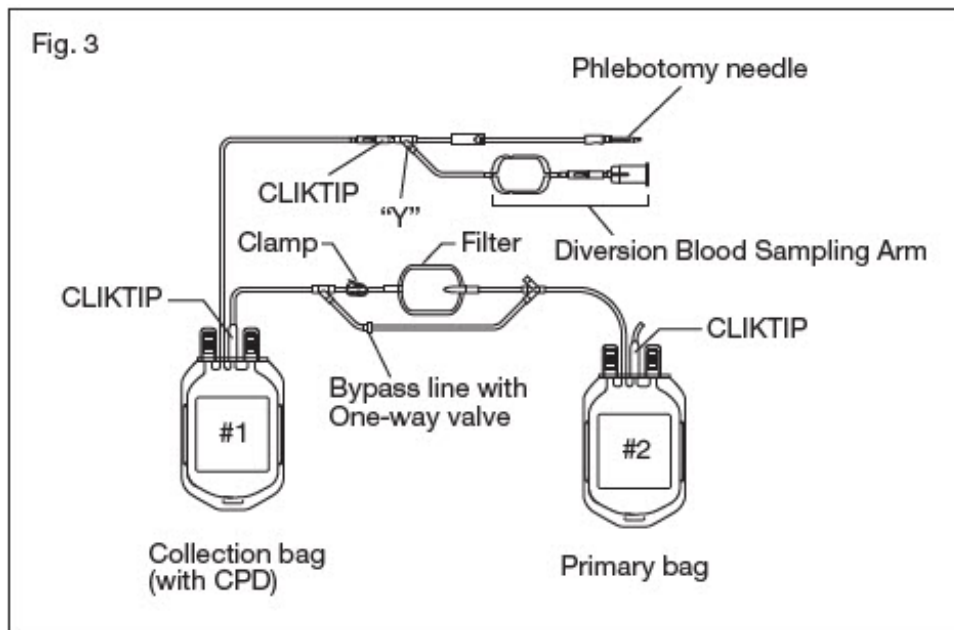 Fig. 3
Phlebotomy needle
CLIKTIP
“Y”
Diversion Blood Sampling Arm
Clamp
Filter
CLIKTIP
CLIKTIP
Bypass line with
One-way valve
#1
#2
Collection bag
(with CPD)
Primary bag